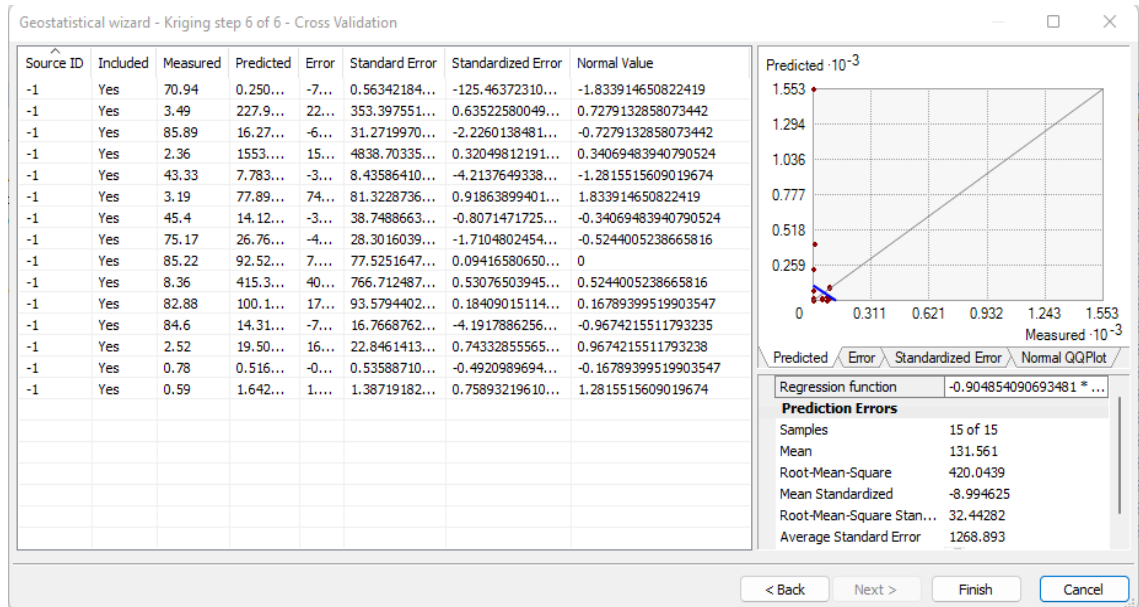 Geostatistical wizard - Kriging step 6 of 6 - Cross Validation
Source ID Included Measured Predicted Error Standard Error Standardized Error Normal Value
-1 Yes 70.94 0.250... -7... 0.56342184... -125.46372310... -1.833914650822419
-1 Yes 3.49 227.9... 22... 353.397551... 0.63522580049... 0.7279132858073442
-1 Yes 85.89 16.27... -6... 31.2719970... -2.2260138481... -0.7279132858073442
-1 Yes 2.36 1553.... 15... 4838.70335... 0.32049812191... 0.34069483940790524
-1 Yes 43.33 7.783... -3... 8.43586410... -4.2137649338... -1.2815515609019674
-1 Yes 3.19 77.89... 74... 81.3228736... 0.91863899401... 1.833914650822419
-1 Yes 45.4 14.12... -3... 38.7488663... -0.8071471725... -0.34069483940790524
-1 Yes 75.17 26.76... -4... 28.3016039... -1.7104802454... -0.5244005238665816
-1 Yes 85.22 92.52... 7.... 77.5251647... 0.09416580650... 0
-1 Yes 8.36 415.3... 40... 766.712487... 0.53076503945... 0.5244005238665816
-1 Yes 82.88 100.1... 17... 93.5794402... 0.18409015114... 0.16789399519903547
-1 Yes 84.6 14.31... -7... 16.7668762... -4.1917886256... -0.9674215511793235
-1 Yes 2.52 19.50... 16... 22.8461413... 0.74332855565... 0.9674215511793238
-1 Yes 0.78 0.516... -0... 0.53588710... -0.4920989694... -0.16789399519903547
-1 Yes 0.59 1.642... 1.... 1.38719182... 0.75893219610... 1.2815515609019674
Predicted ·10-3
1.553
1.294
1.036
0.777
0.518
0.259
0 0.311 0.621 0.932 1.243 1.553
Measured ·10-3
Predicted Error Standardized Error Normal QQPlot
Regression function -0.904854090693481 * ...
Prediction Errors
Samples 15 of 15
Mean 131.561
Root-Mean-Square 420.0439
Mean Standardized -8.994625
Root-Mean-Square Stan... 32.44282
Average Standard Error 1268.893
< Back Next > Finish Cancel